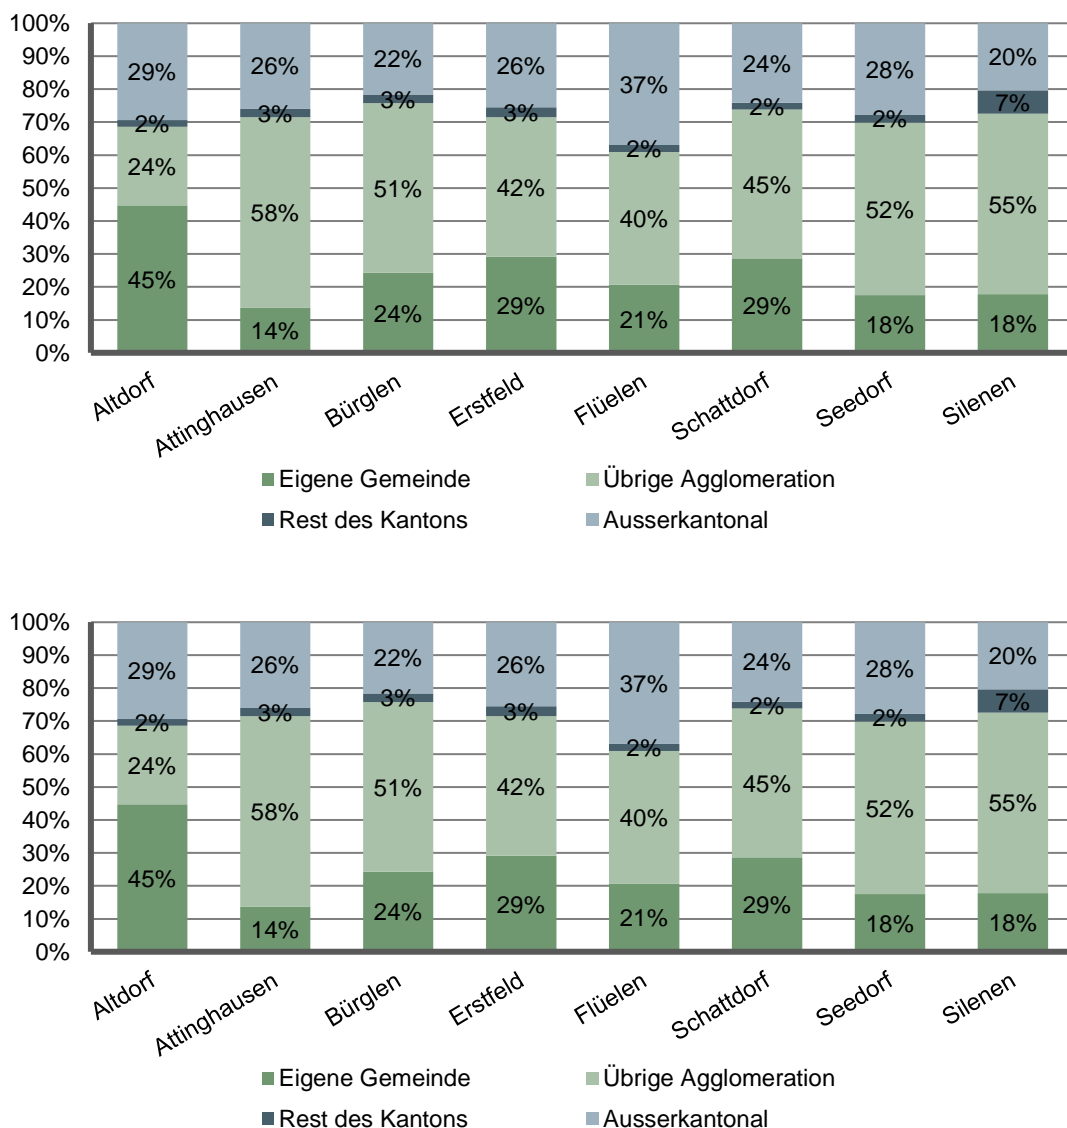 100%
90%
80%
70%
60%
50%
40%
30%
20%
10%
0%
29% 26% 22% 26% 37% 24% 28% 20%
2% 3% 3% 3% 2% 2% 2% 7%
24% 58% 51% 42% 40% 45% 52% 55%
45% 14% 24% 29% 21% 29% 18% 18%
Altdorf Attinghausen Bürglen Erstfeld Flüelen Schattdorf Seedorf Silenen
Eigene Gemeinde Übrige Agglomeration
Rest des Kantons Ausserkantonal
100%
90%
80%
70%
60%
50%
40%
30%
20%
10%
0%
29% 26% 22% 26% 37% 24% 28% 20%
2% 3% 3% 3% 2% 2% 2% 7%
24% 58% 51% 42% 40% 45% 52% 55%
45% 14% 24% 29% 21% 29% 18% 18%
Altdorf Attinghausen Bürglen Erstfeld Flüelen Schattdorf Seedorf Silenen
Eigene Gemeinde Übrige Agglomeration
Rest des Kantons Ausserkantonal